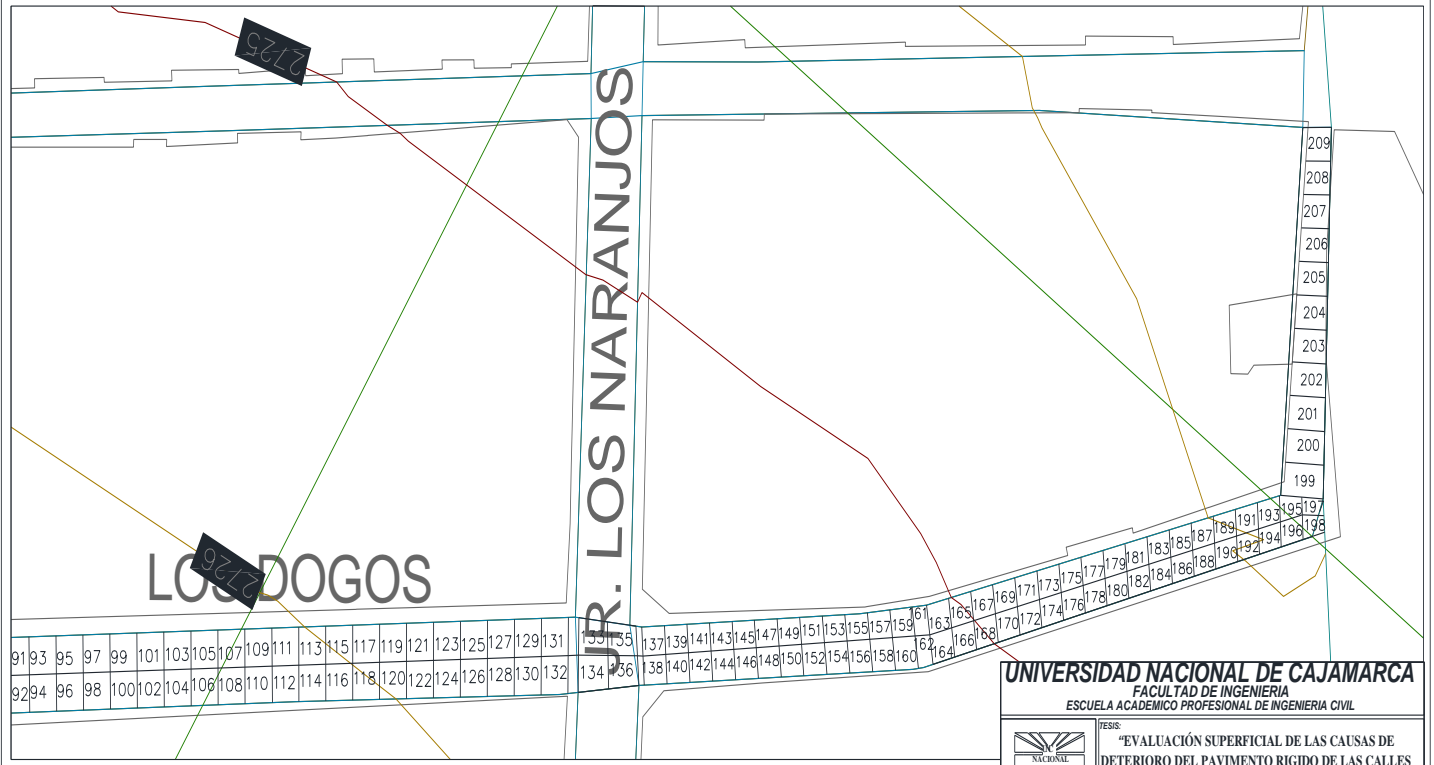 2725
JR. LOS NARANJOS
LOS DOGOS
2726
209
208
207
206
205
204
203
202
201
200
199
91 93 95 97 99 101 103 105 107 109 111 113 115 117 119 121 123 125 127 129 131 133 135 137 139 141 143 145 147 149 151 153 155 157 159 161 163 165 167 169 171 173 175 177 179 181 183 185 187 189 191 193 195 197
92 94 96 98 100 102 104 106 108 110 112 114 116 118 120 122 124 126 128 130 132 134 136 138 140 142 144 146 148 150 152 154 156 158 160 162 164 166 168 170 172 174 176 178 180 182 184 186 188 190 192 194 196 198
UNIVERSIDAD NACIONAL DE CAJAMARCA
FACULTAD DE INGENIERIA
ESCUELA ACADEMICO PROFESIONAL DE INGENIERIA CIVIL
TESIS:
"EVALUACIÓN SUPERFICIAL DE LAS CAUSAS DE
DETERIORO DEL PAVIMENTO RIGIDO DE LAS CALLES
NACIONAL